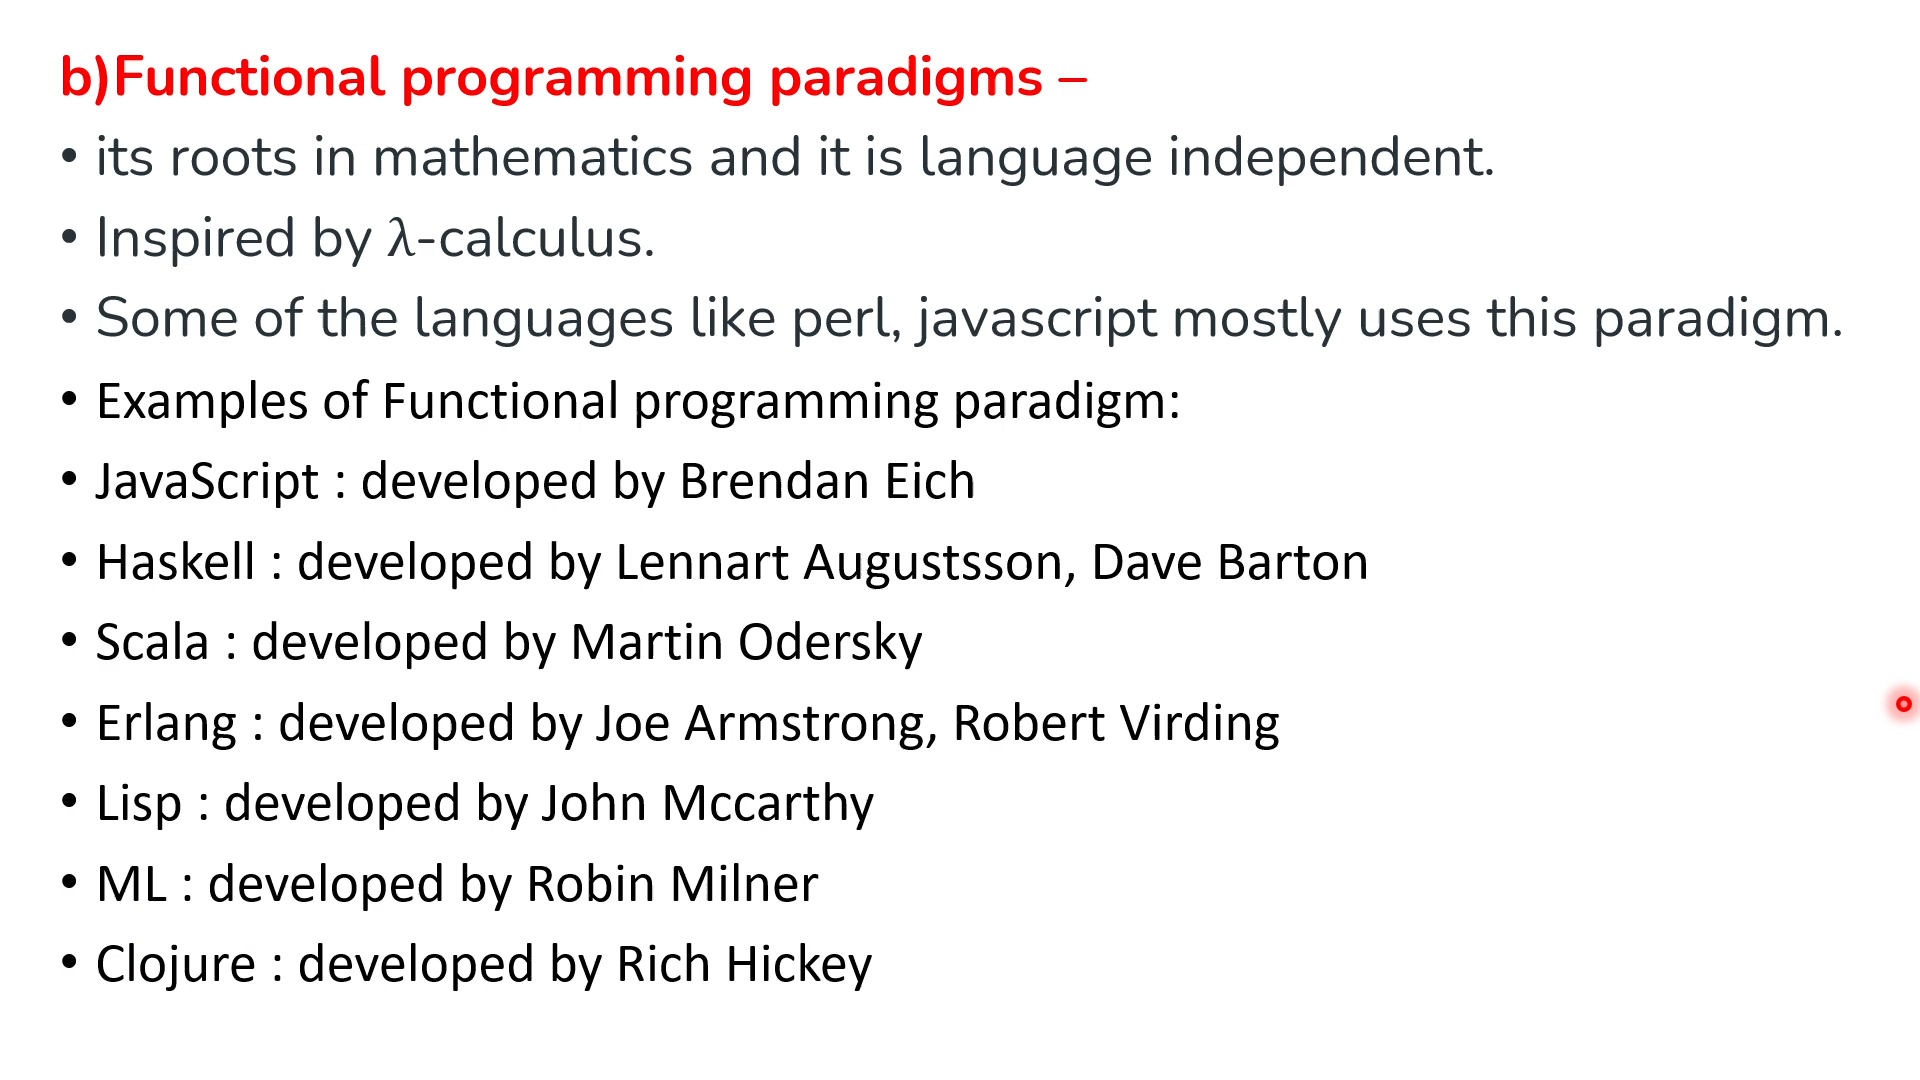 b)Functional programming paradigms –
• its roots in mathematics and it is language independent.
• Inspired by λ-calculus.
• Some of the languages like perl, javascript mostly uses this paradigm.
• Examples of Functional programming paradigm:
• JavaScript : developed by Brendan Eich
• Haskell : developed by Lennart Augustsson, Dave Barton
• Scala : developed by Martin Odersky
• Erlang : developed by Joe Armstrong, Robert Virding
• Lisp : developed by John Mccarthy
• ML : developed by Robin Milner
• Clojure : developed by Rich Hickey